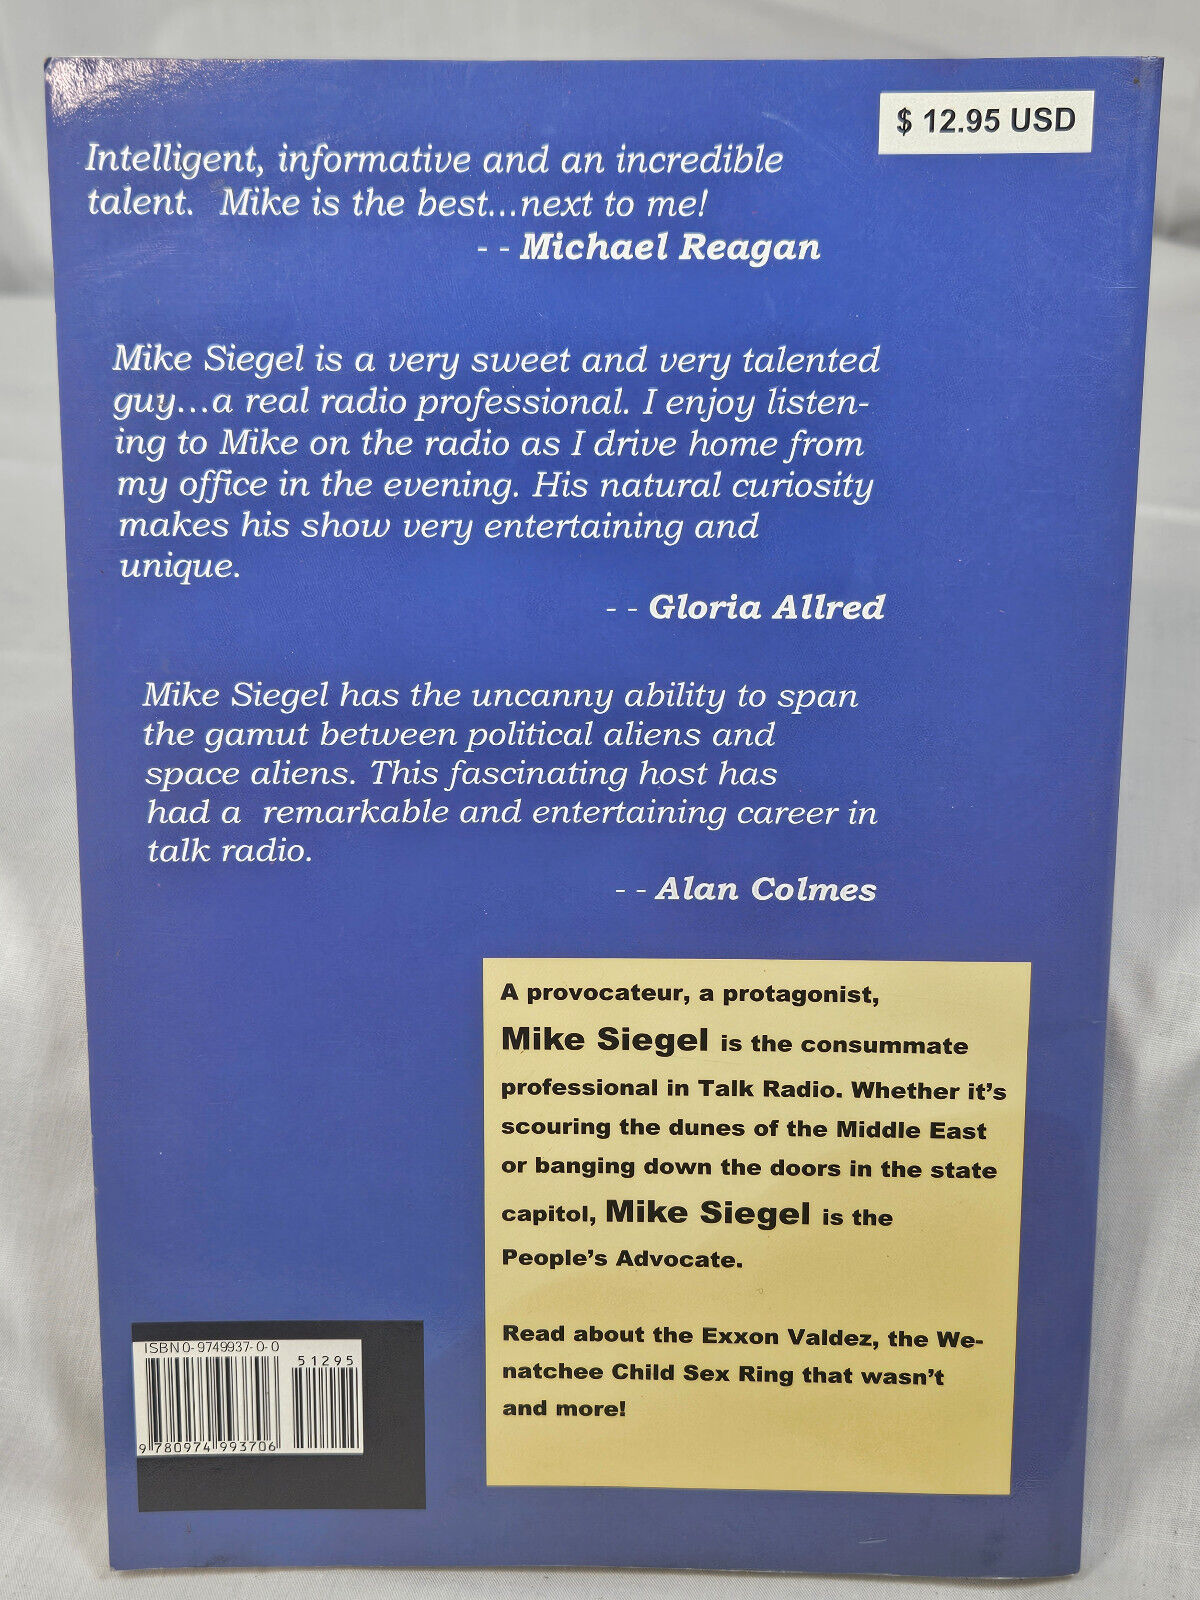 $ 12.95 USD
Intelligent, informative and an incredible
talent.  Mike is the best...next to me!
- - Michael Reagan
Mike Siegel is a very sweet and very talented
guy...a real radio professional. I enjoy listen-
ing to Mike on the radio as I drive home from
my office in the evening. His natural curiosity
makes his show very entertaining and
unique.
- - Gloria Allred
Mike Siegel has the uncanny ability to span
the gamut between political aliens and
space aliens. This fascinating host has
had a  remarkable and entertaining career in
talk radio.
- - Alan Colmes
A provocateur, a protagonist,
Mike Siegel is the consummate
professional in Talk Radio. Whether it's
scouring the dunes of the Middle East
or banging down the doors in the state
capitol, Mike Siegel is the
People's Advocate.
Read about the Exxon Valdez, the We-
natchee Child Sex Ring that wasn't
and more!
ISBN 0-9749937-0-0
51295
9 780974 993706